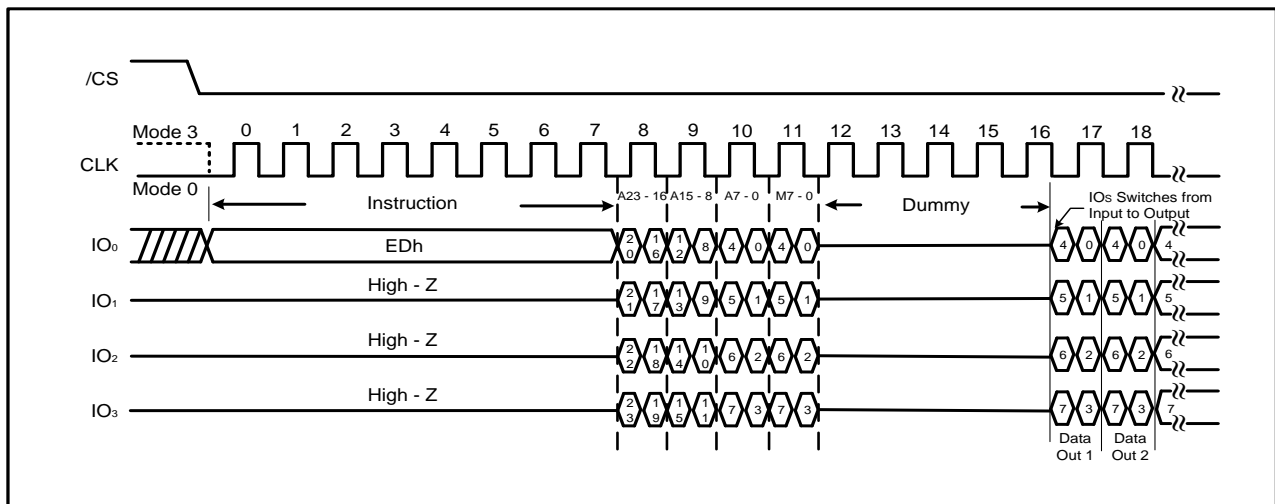 /CS
Mode 3
0 1 2 3 4 5 6 7 8 9 10 11 12 13 14 15 16 17 18
CLK
Mode 0
Instruction
A23 - 16 A15 - 8 A7 - 0 M7 - 0
Dummy
IOs Switches from
Input to Output
IO0 EDh 20 16 12 8 4 0 4 0 4 0 4 0 4
High - Z
IO1 21 17 13 9 5 1 5 1 5 1 5 1 5
High - Z
IO2 22 18 14 10 6 2 6 2 6 2 6 2 6
High - Z
IO3 23 19 15 11 7 3 7 3 7 3 7 3 7
Data Data
Out 1 Out 2